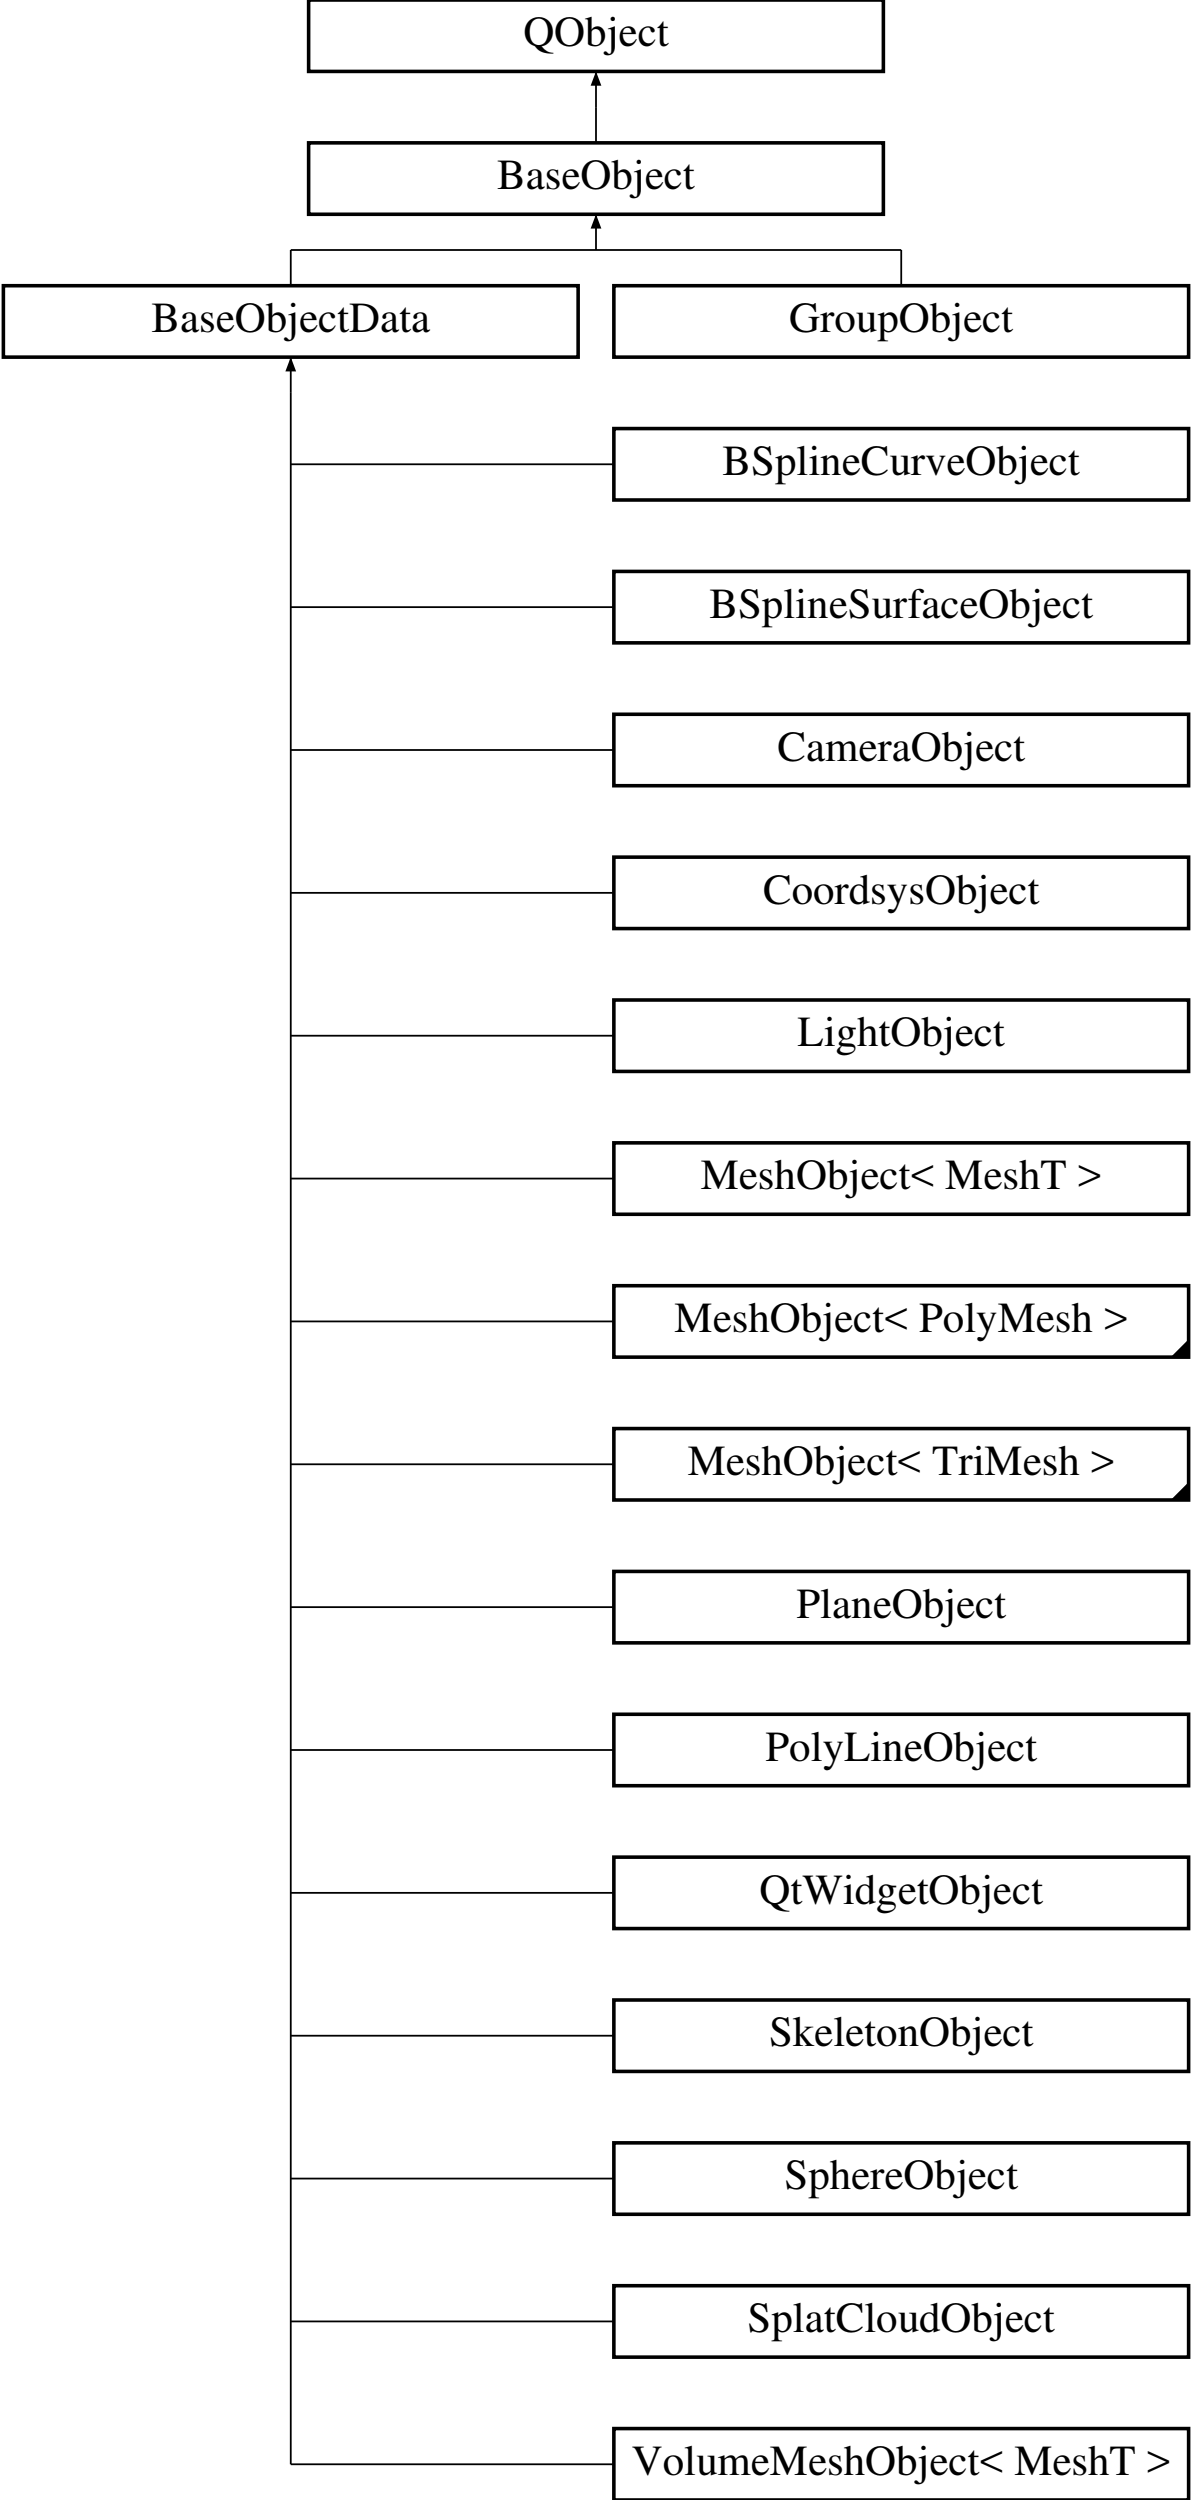 QObject
BaseObject
BaseObjectData
GroupObject
BSplineCurveObject
BSplineSurfaceObject
CameraObject
CoordsysObject
LightObject
MeshObject< MeshT >
MeshObject< PolyMesh >
MeshObject< TriMesh >
PlaneObject
PolyLineObject
QtWidgetObject
SkeletonObject
SphereObject
SplatCloudObject
VolumeMeshObject< MeshT >